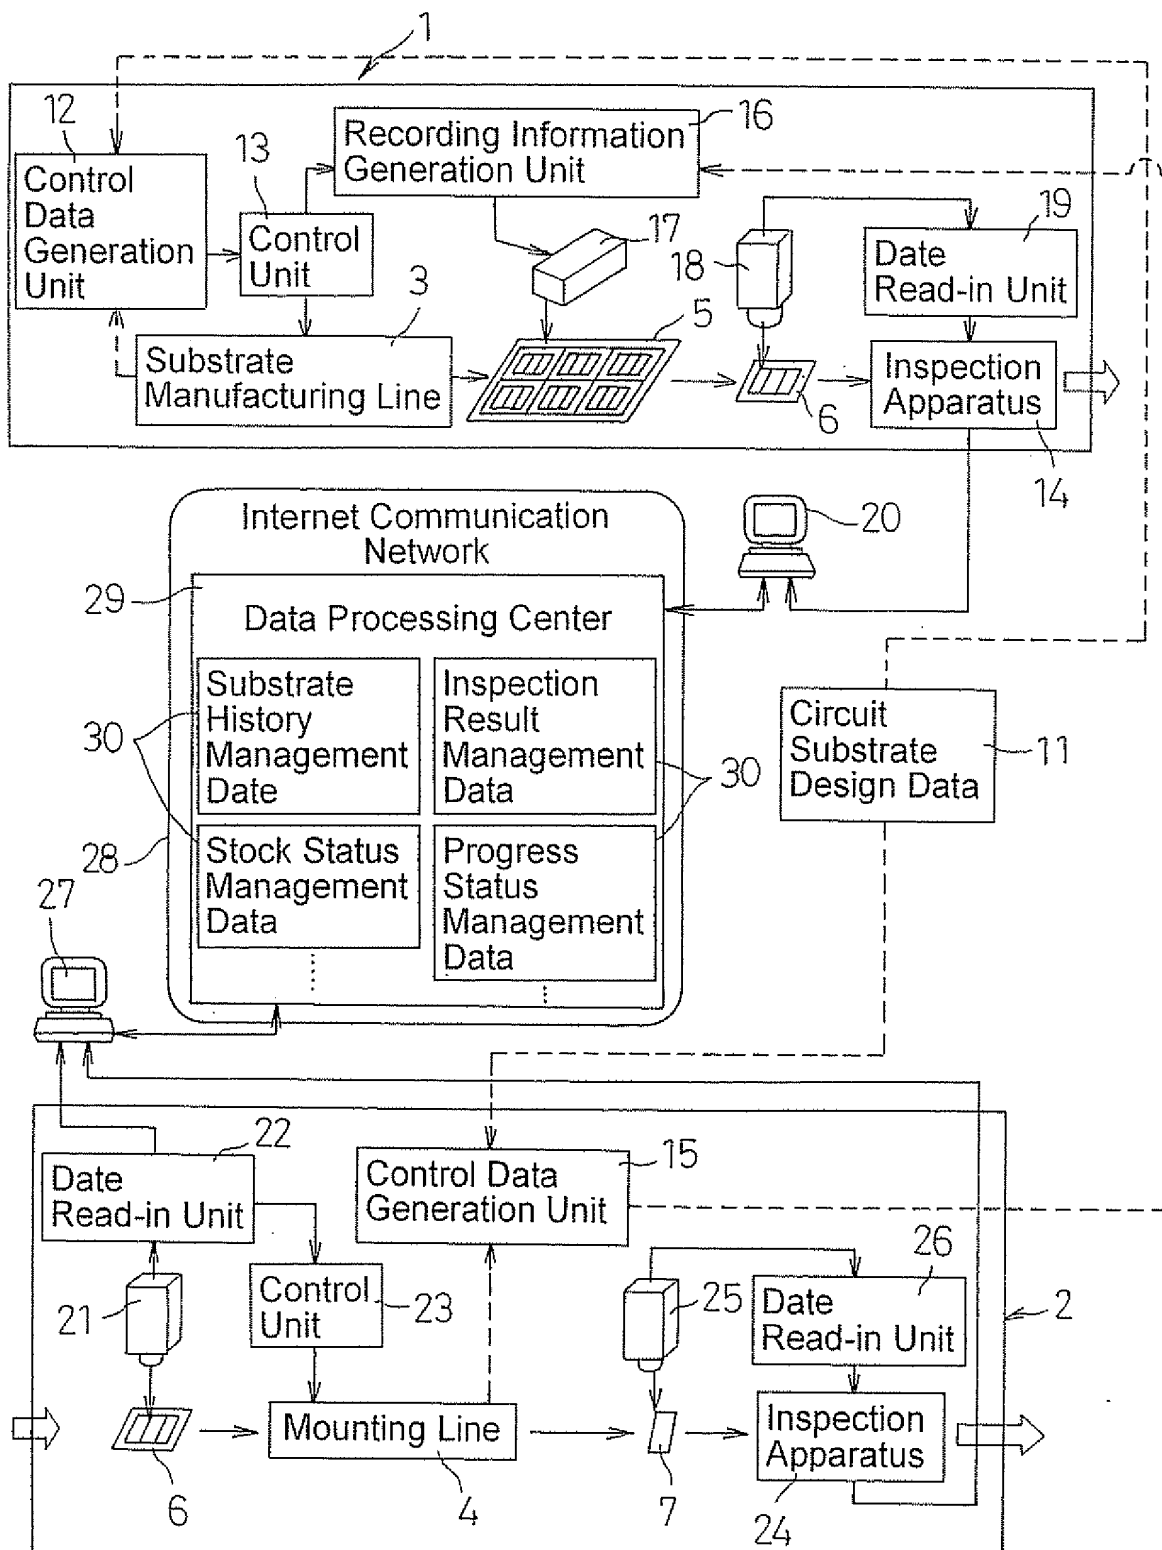 1
12
Control
Data
Generation
Unit
13
Control
Unit
16
Recording Information
Generation Unit
17
18
19
Date
Read-in Unit
3
Substrate
Manufacturing Line
5
6
Inspection
Apparatus
14
Internet Communication
Network
20
29
Data Processing Center
Substrate
History
Management
Date
Inspection
Result
Management
Data
30
30
Circuit
Substrate
Design Data
11
28
Stock Status
Management
Data
Progress
Status
Management
Data
27
22
Date
Read-in Unit
15
Control Data
Generation Unit
21
Control
Unit
23
25
26
Date
Read-in Unit
2
Mounting Line
Inspection
Apparatus
6
4
7
24